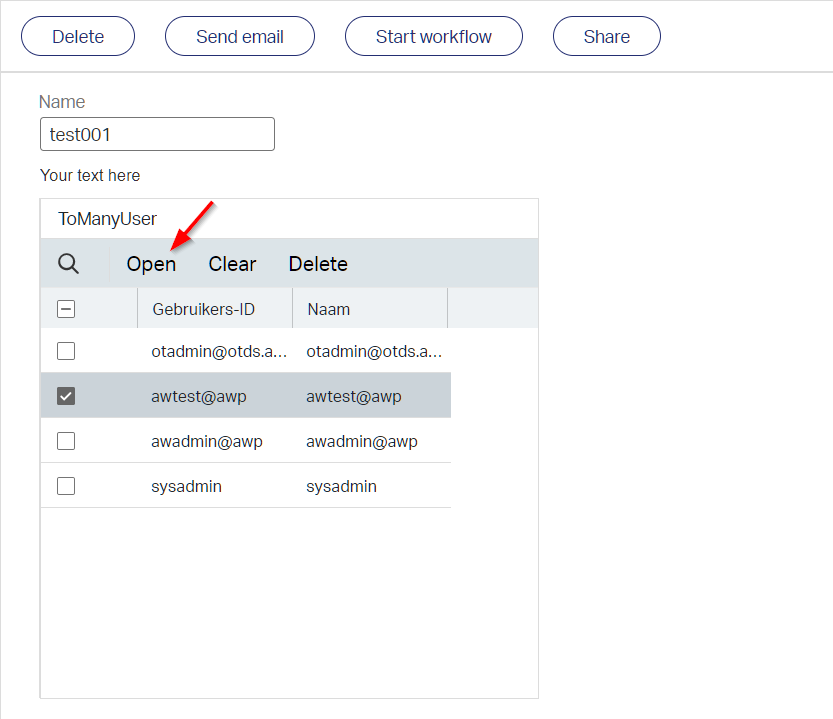 Delete Send email Start workflow Share
Name
test001
Your text here
ToManyUser
Open Clear Delete
Gebruikers-ID Naam
otadmin@otds.a... otadmin@otds.a...
awtest@awp awtest@awp
awadmin@awp awadmin@awp
sysadmin sysadmin